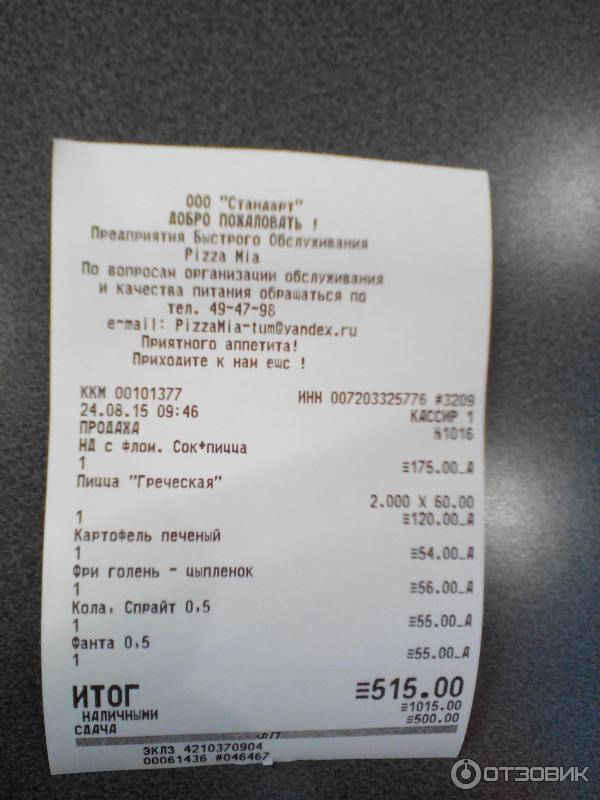 ООО "Стандарт"
ДОБРО ПОЖАЛОВАТЬ !
Предприятия Быстрого Обслуживания
Pizza Mia
По вопросам организации обслуживания
и качества питания обращаться по
тел. 49-47-98
e-mail: PizzaMia-tum@yandex.ru
Приятного аппетита!
Приходите к нам еще !
ККМ 00101377 ИНН 007203325776 #3209
24.08.15 09:46 КАССИР 1
ПРОДАЖА №1016
НД с флом. Сок+пицца
1 ≡175.00_А
Пицца "Греческая"
2.000 X 60.00
1 ≡120.00_А
Картофель печеный
1 ≡54.00_А
Фри голень - цыпленок
1 ≡56.00_А
Кола, Спрайт 0,5
1 ≡55.00_А
Фанта 0,5
1 ≡55.00_А
ИТОГ ≡515.00
НАЛИЧНЫМИ ≡1015.00
СДАЧА ≡500.00
ФП
ЭКЛЗ 4210370904
00061436 #046467
ОТЗОВИК